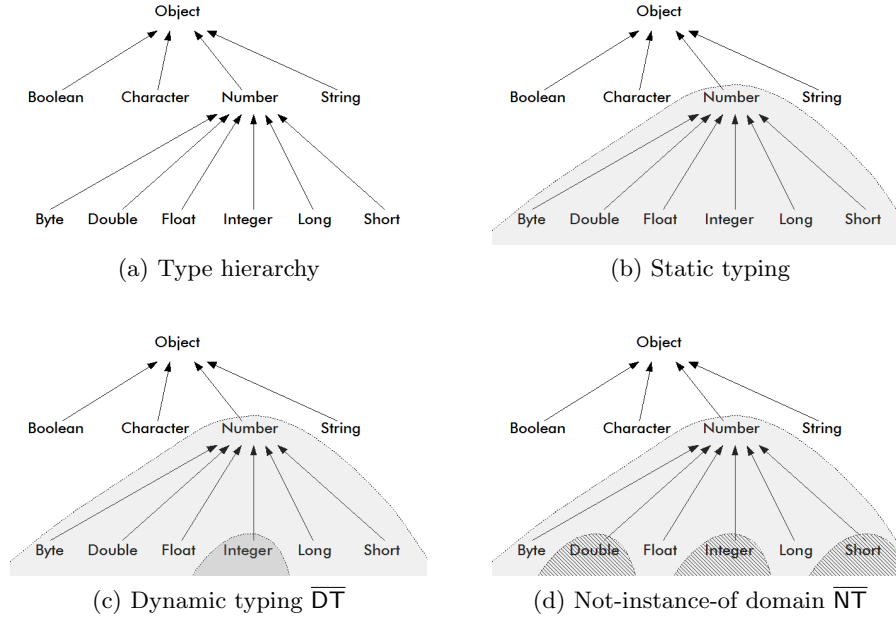 Object
Object
Boolean Character Number String
Boolean Character Number String
Byte Double Float Integer Long Short
Byte Double Float Integer Long Short
(a) Type hierarchy
(b) Static typing
Object
Object
Boolean Character Number String
Boolean Character Number String
Byte Double Float Integer Long Short
Byte Double Float Integer Long Short
(c) Dynamic typing D̅T̅
(d) Not-instance-of domain N̅T̅